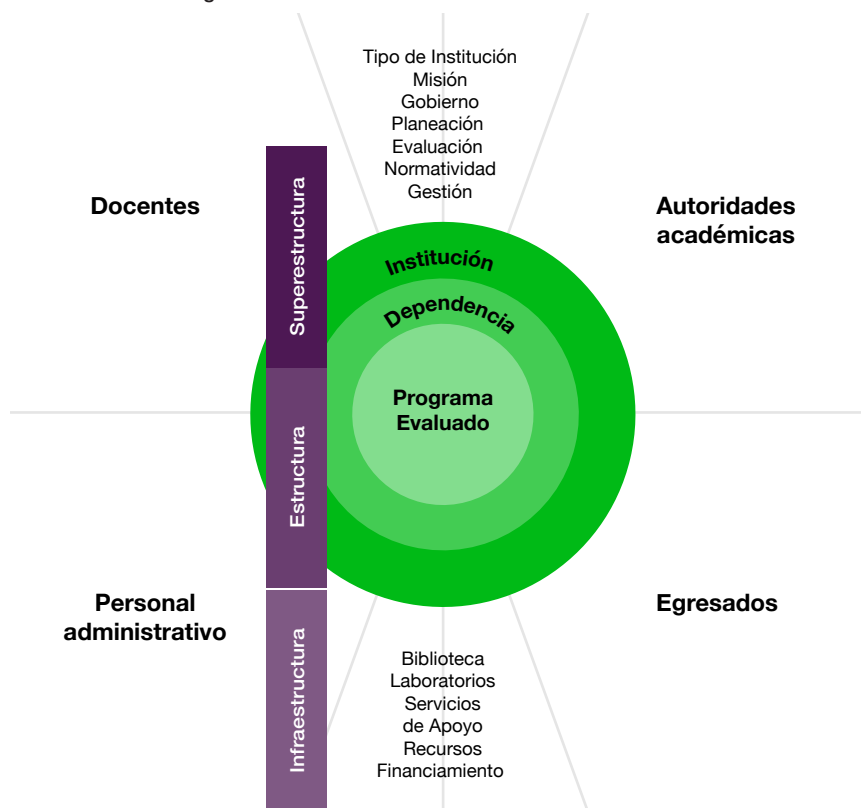 Tipo de Institución
Misión
Gobierno
Planeación
Evaluación
Normatividad
Gestión
Docentes
Autoridades
académicas
Superestructura
Institución
Dependencia
Programa
Evaluado
Estructura
Personal
administrativo
Egresados
Infraestructura
Biblioteca
Laboratorios
Servicios
de Apoyo
Recursos
Financiamiento